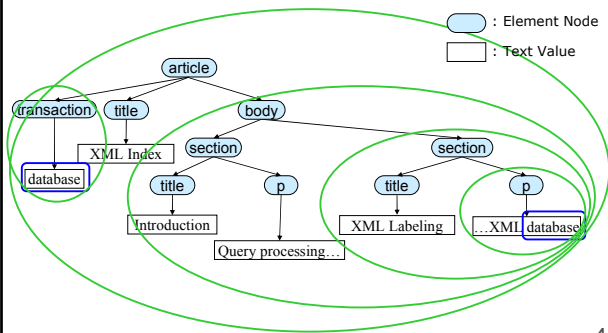 : Element Node
: Text Value
article
transaction
title
body
XML Index
section
section
database
title
p
title
p
Introduction
XML Labeling
...XML database
Query processing...